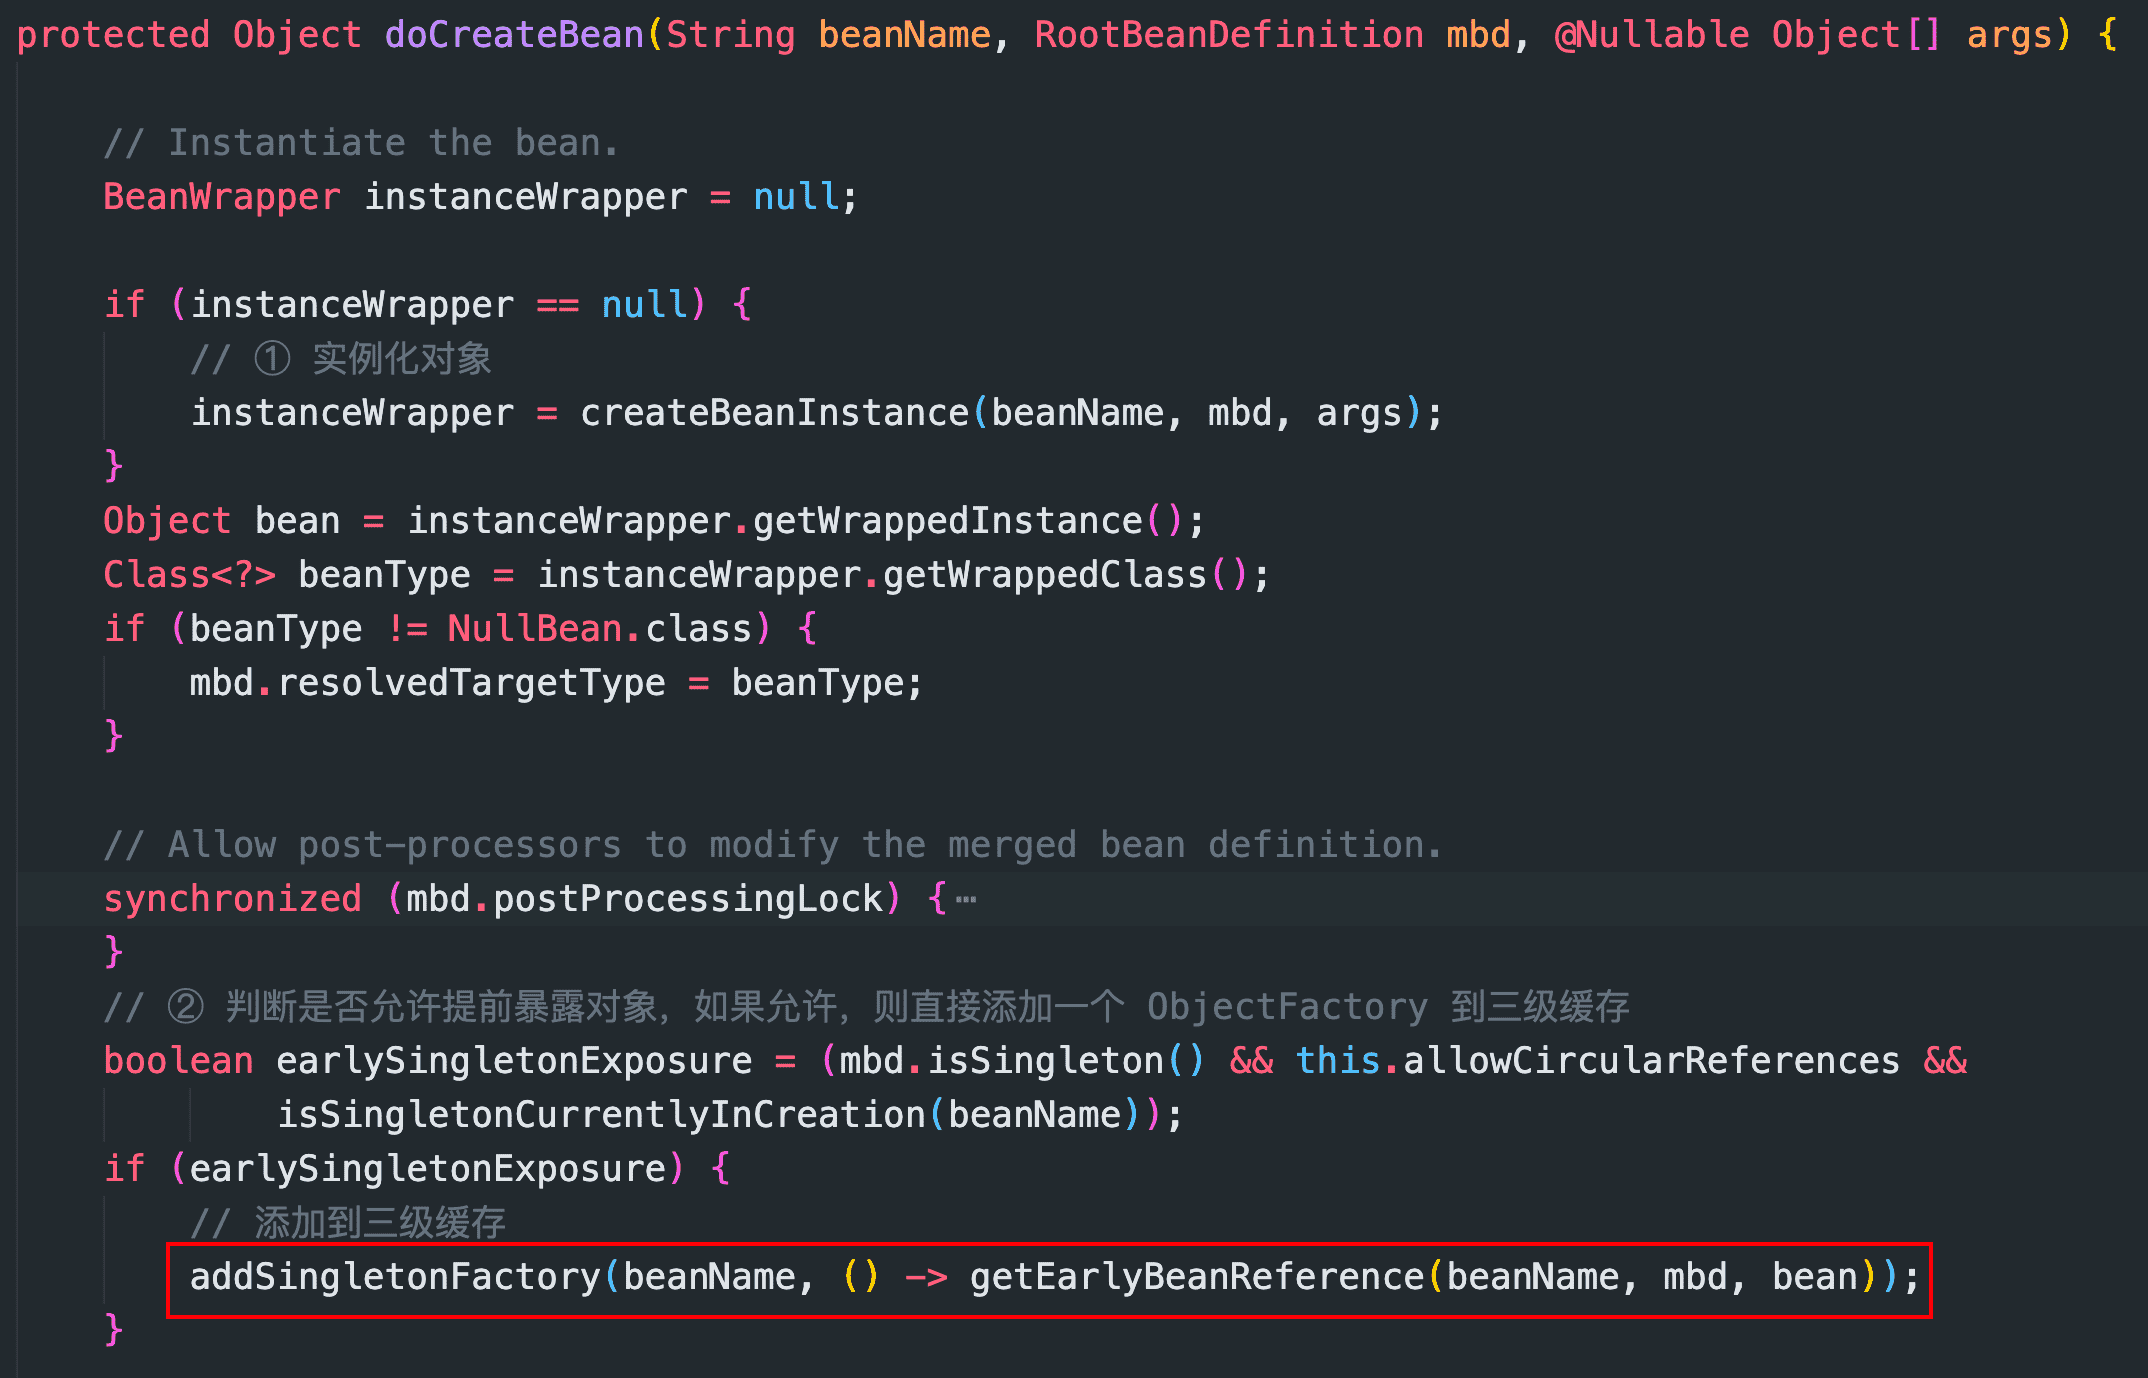 protected Object doCreateBean(String beanName, RootBeanDefinition mbd, @Nullable Object[] args) {
// Instantiate the bean.
BeanWrapper instanceWrapper = null;
if (instanceWrapper == null) {
// ① 实例化对象
instanceWrapper = createBeanInstance(beanName, mbd, args);
}
Object bean = instanceWrapper.getWrappedInstance();
Class<?> beanType = instanceWrapper.getWrappedClass();
if (beanType != NullBean.class) {
mbd.resolvedTargetType = beanType;
}
// Allow post-processors to modify the merged bean definition.
synchronized (mbd.postProcessingLock) {…
}
// ② 判断是否允许提前暴露对象，如果允许，则直接添加一个 ObjectFactory 到三级缓存
boolean earlySingletonExposure = (mbd.isSingleton() && this.allowCircularReferences &&
isSingletonCurrentlyInCreation(beanName));
if (earlySingletonExposure) {
// 添加到三级缓存
addSingletonFactory(beanName, () -> getEarlyBeanReference(beanName, mbd, bean));
}